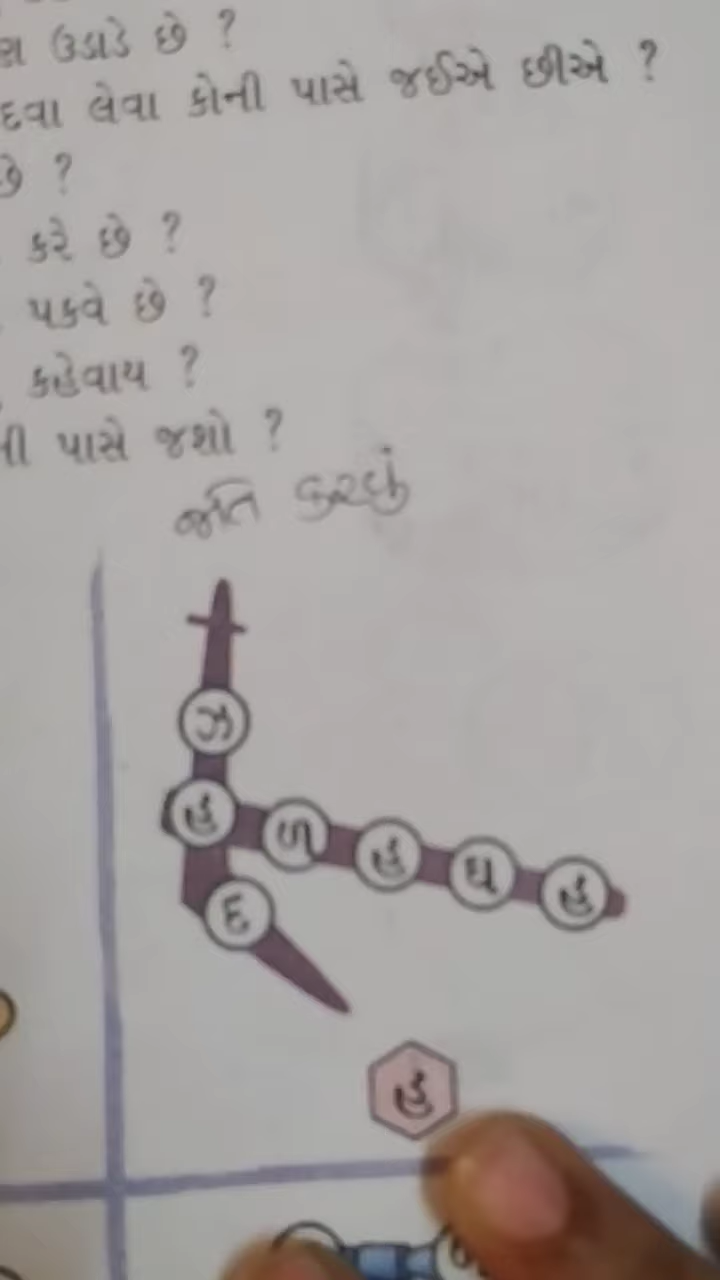 ઉડાડે છે ?
દવા લેવા કોની પાસે જઈએ છીએ ?
છે ?
કરે છે ?
પકવે છે ?
કહેવાય ?
ની પાસે જશો ?
ઝ
હ ળ હ ઘ હ
દ
હ